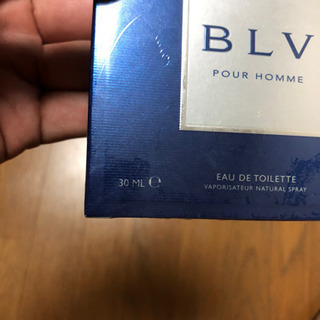 BLV
POUR HOMME
EAU DE TOILETTE
30 ML ℮ VAPORISATEUR NATURAL SPRAY